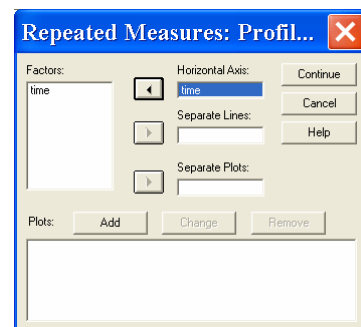 Repeated Measures: Profil...
Factors:
time
Horizontal Axis:
time
Separate Lines:
Separate Plots:
Continue
Cancel
Help
Plots:
Add
Change
Remove